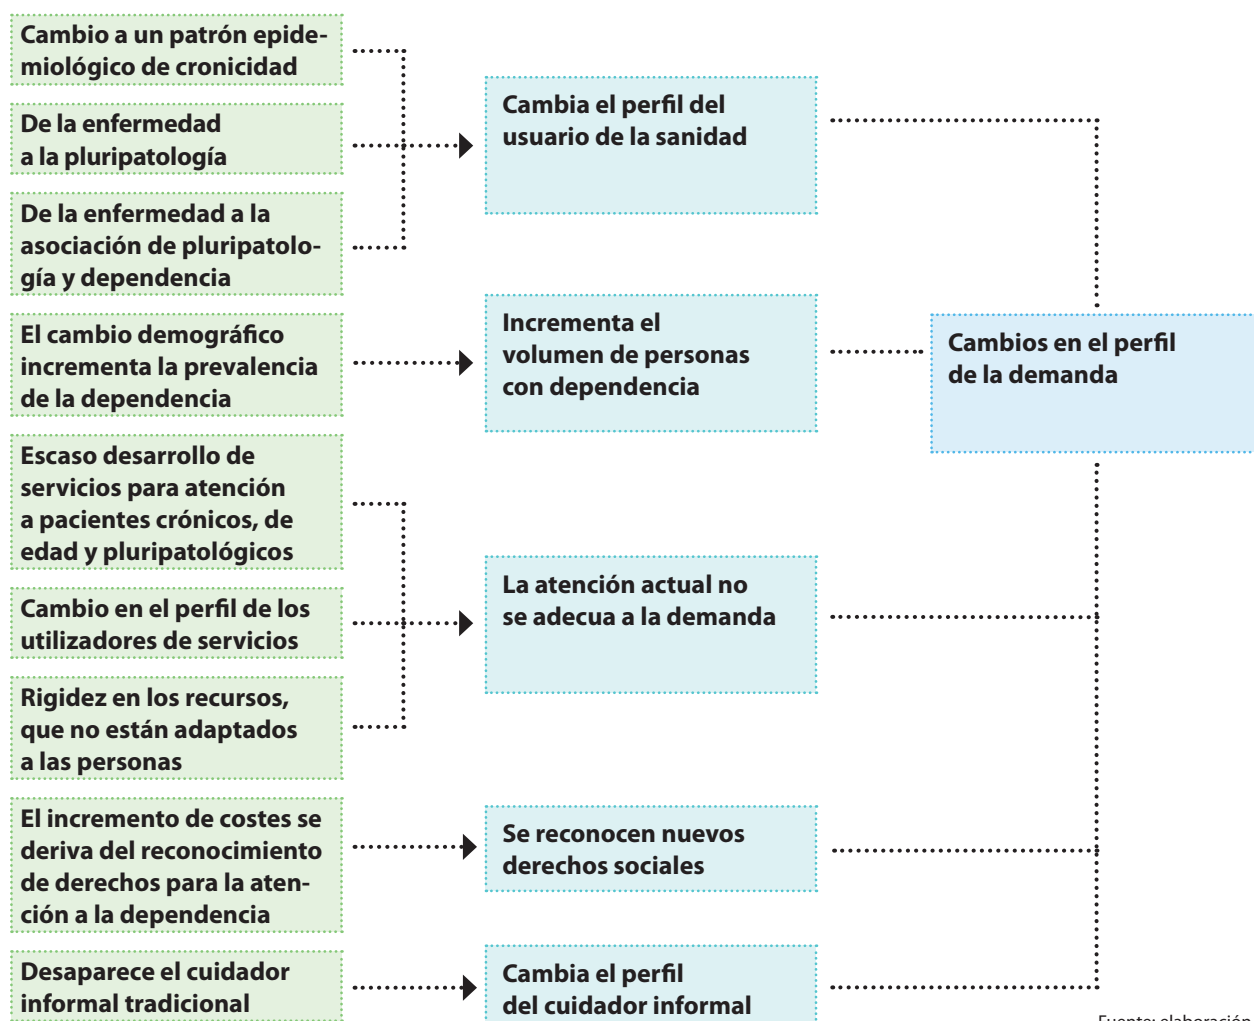 Cambio a un patrón epide-
miológico de cronicidad
De la enfermedad
a la pluripatología
De la enfermedad a la
asociación de pluripatolo-
gía y dependencia
El cambio demográfico
incrementa la prevalencia
de la dependencia
Escaso desarrollo de
servicios para atención
a pacientes crónicos, de
edad y pluripatológicos
Cambio en el perfil de los
utilizadores de servicios
Rigidez en los recursos,
que no están adaptados
a las personas
El incremento de costes se
deriva del reconocimiento
de derechos para la aten-
ción a la dependencia
Desaparece el cuidador
informal tradicional
Cambia el perfil del
usuario de la sanidad
Incrementa el
volumen de personas
con dependencia
La atención actual no
se adecua a la demanda
Se reconocen nuevos
derechos sociales
Cambia el perfil
del cuidador informal
Cambios en el perfil
de la demanda
Fuente: elaboración